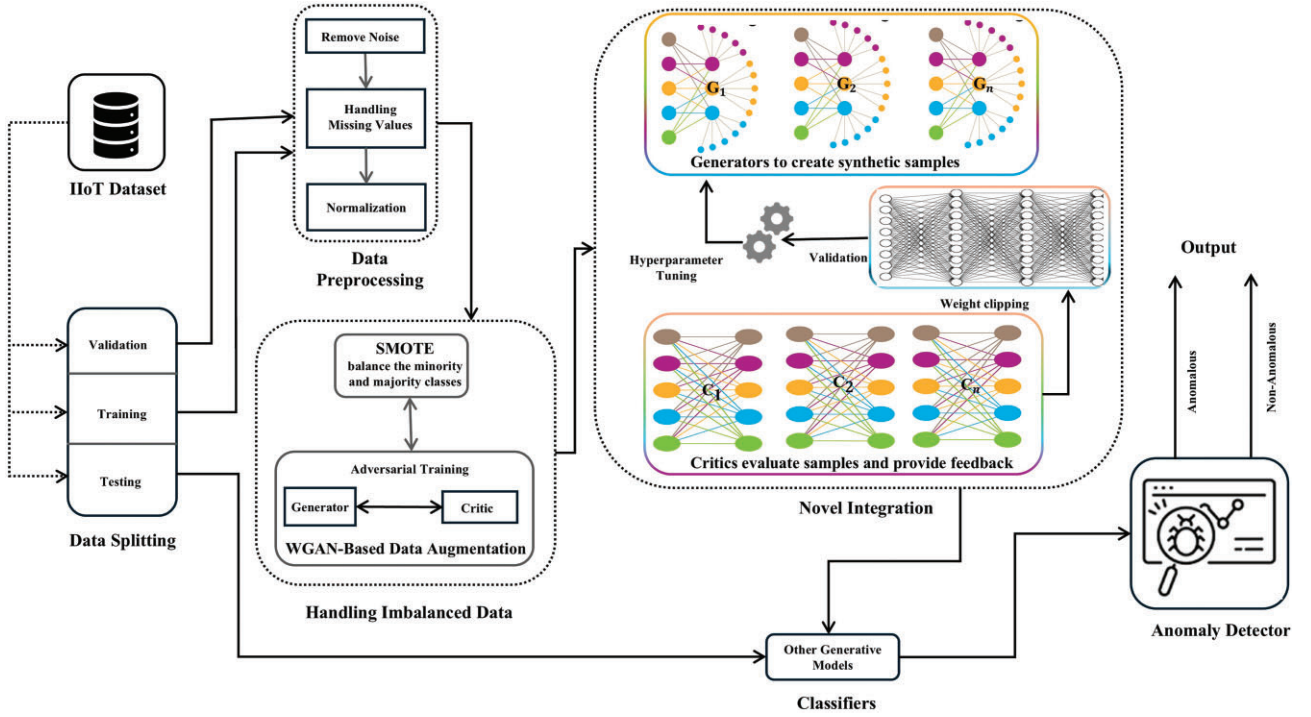 Remove Noise
Handling
Missing Values
Normalization
Data
Preprocessing
IIoT Dataset
Validation
Training
Testing
Data Splitting
SMOTE
balance the minority
and majority classes
Adversarial Training
Generator
Critic
WGAN-Based Data Augmentation
Handling Imbalanced Data
G1
G2
Gn
Generators to create synthetic samples
Hyperparameter
Tuning
Validation
Weight clipping
C1
C2
Cn
Critics evaluate samples and provide feedback
Novel Integration
Other Generative
Models
Classifiers
Output
Anomalous
Non-Anomalous
Anomaly Detector